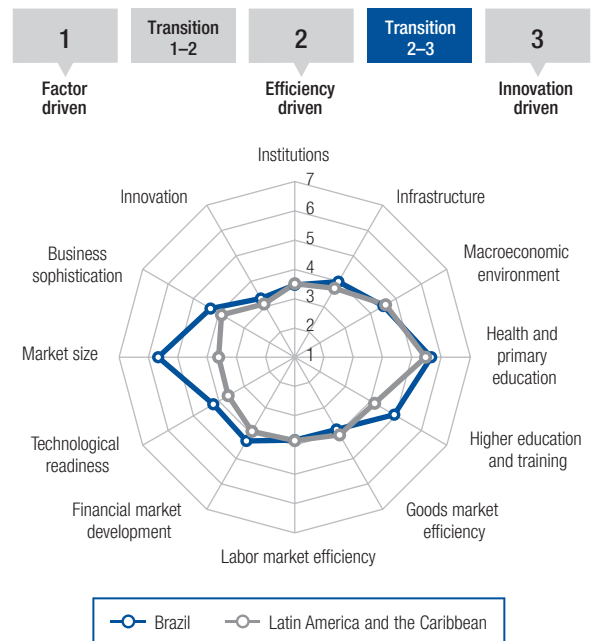 1
Transition
1–2
2
Transition
2–3
3
Factor
driven
Efficiency
driven
Innovation
driven
Institutions
7
Innovation
Infrastructure
6
5
Business
sophistication
Macroeconomic
environment
4
3
2
Market size
1
Health and
primary
education
Technological
readiness
Higher education
and training
Financial market
development
Goods market
efficiency
Labor market efficiency
Brazil
Latin America and the Caribbean